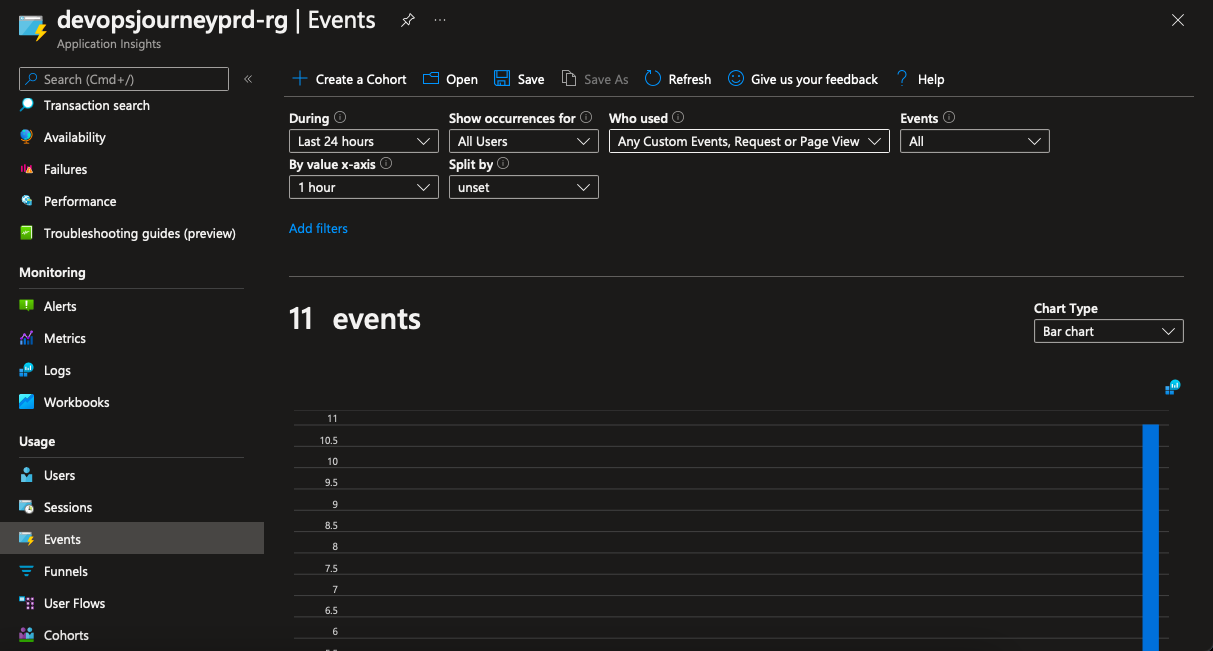 devopsjourneyprd-rg | Events
Application Insights
Search (Cmd+/)
Transaction search
Availability
Failures
Performance
Troubleshooting guides (preview)
Monitoring
Alerts
Metrics
Logs
Workbooks
Usage
Users
Sessions
Events
Funnels
User Flows
Cohorts
Create a Cohort Open Save Save As Refresh Give us your feedback ? Help
During Show occurrences for Who used Events
Last 24 hours All Users Any Custom Events, Request or Page View All
By value x-axis Split by
1 hour unset
Add filters
11 events
Chart Type
Bar chart
11
10.5
10
9.5
9
8.5
8
7.5
7
6.5
6